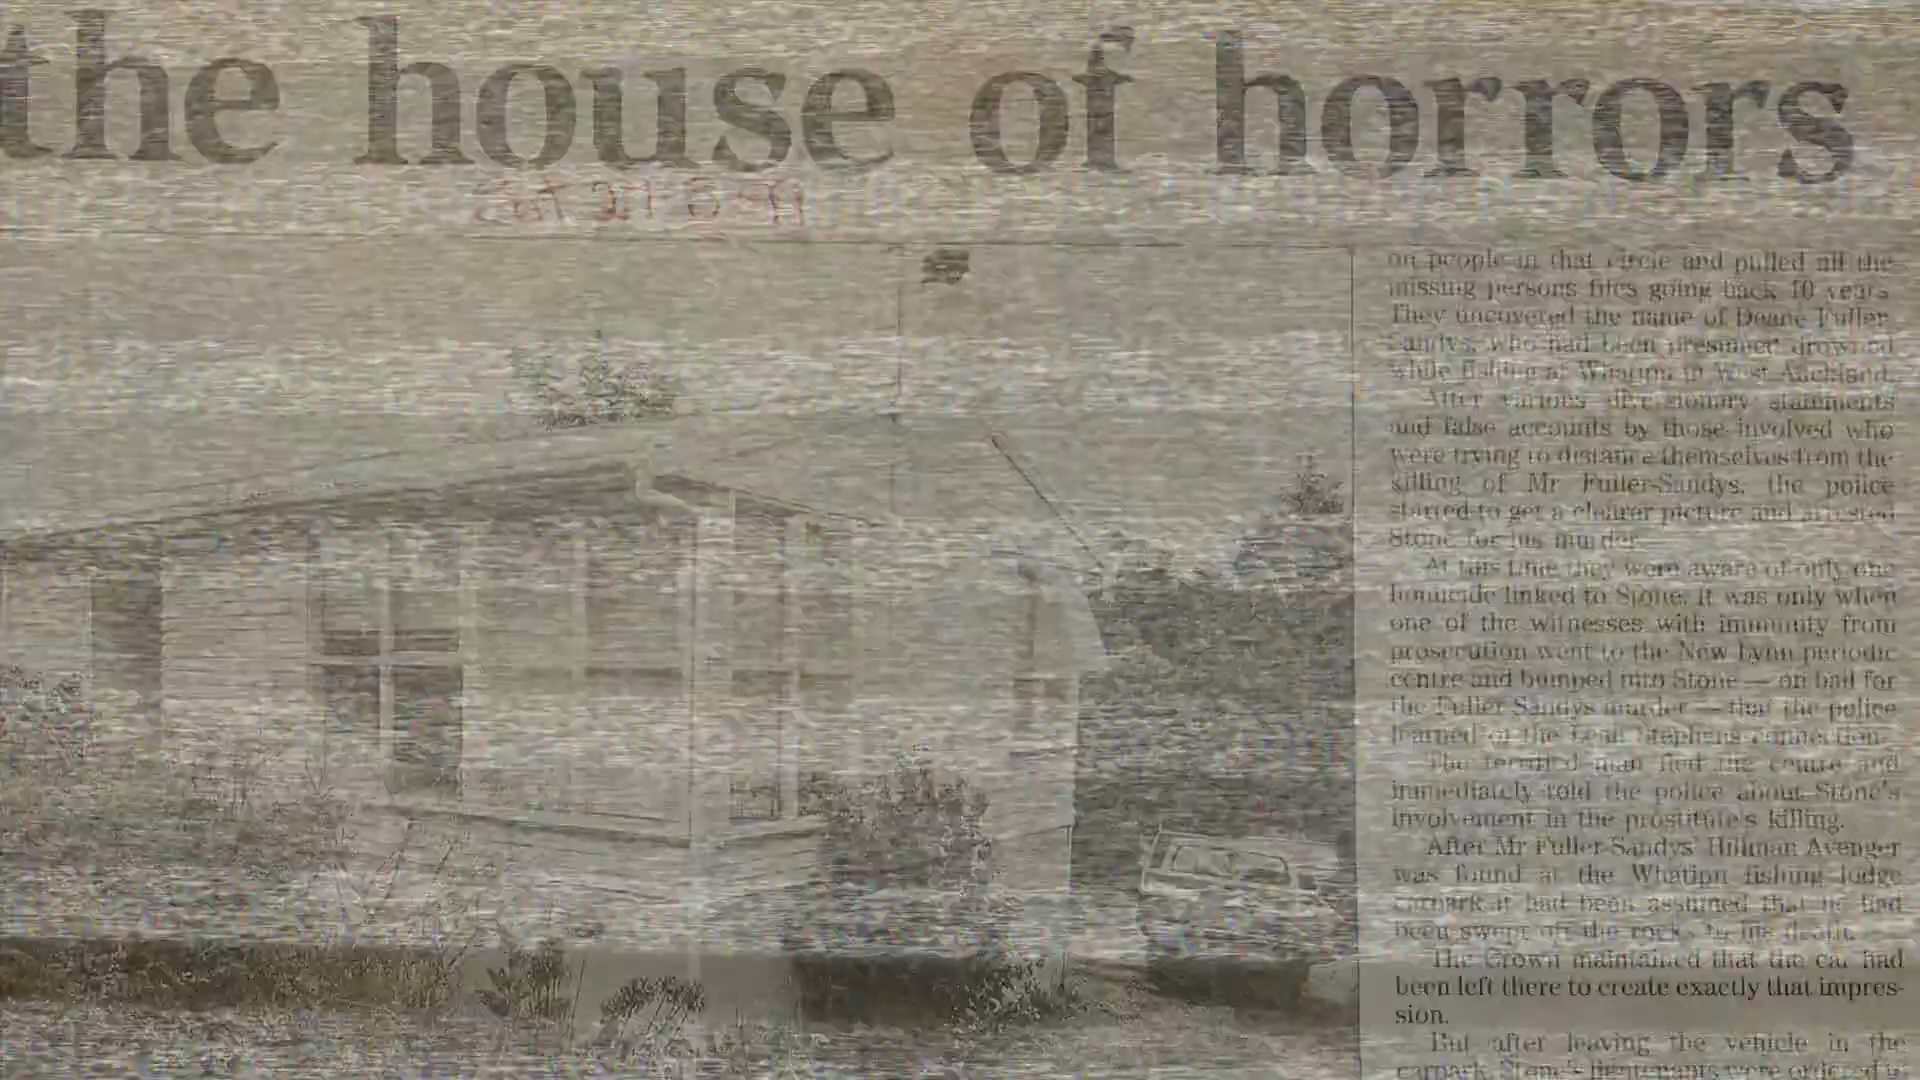 the house of horrors
on people in that circle and pulled all the
missing persons files going back 10 years.
They uncovered the name of Deane Fuller-
Sandys, who had been presumed drowned
while fishing at Whatipu in West Auckland.
After various diversionary statements
and false accounts by those involved who
were trying to distance themselves from the
killing of Mr Fuller-Sandys, the police
started to get a clearer picture and arrested
Stone for his murder.
At this time they were aware of only one
homicide linked to Stone. It was only when
one of the witnesses with immunity from
prosecution went to the New Lynn periodic
centre and bumped into Stone — on bail for
the Fuller-Sandys murder — that the police
learned of the Leah Stephens connection.
The terrified man fled the centre and
immediately told the police about Stone's
involvement in the prostitute's killing.
After Mr Fuller-Sandys' Hillman Avenger
was found at the Whatipu fishing lodge
carpark it had been assumed that he had
been swept off the rocks to his death.
The Crown maintained that the car had
been left there to create exactly that impres-
sion.
But after leaving the vehicle in the
carpark, Stone's lieutenants were ordered to